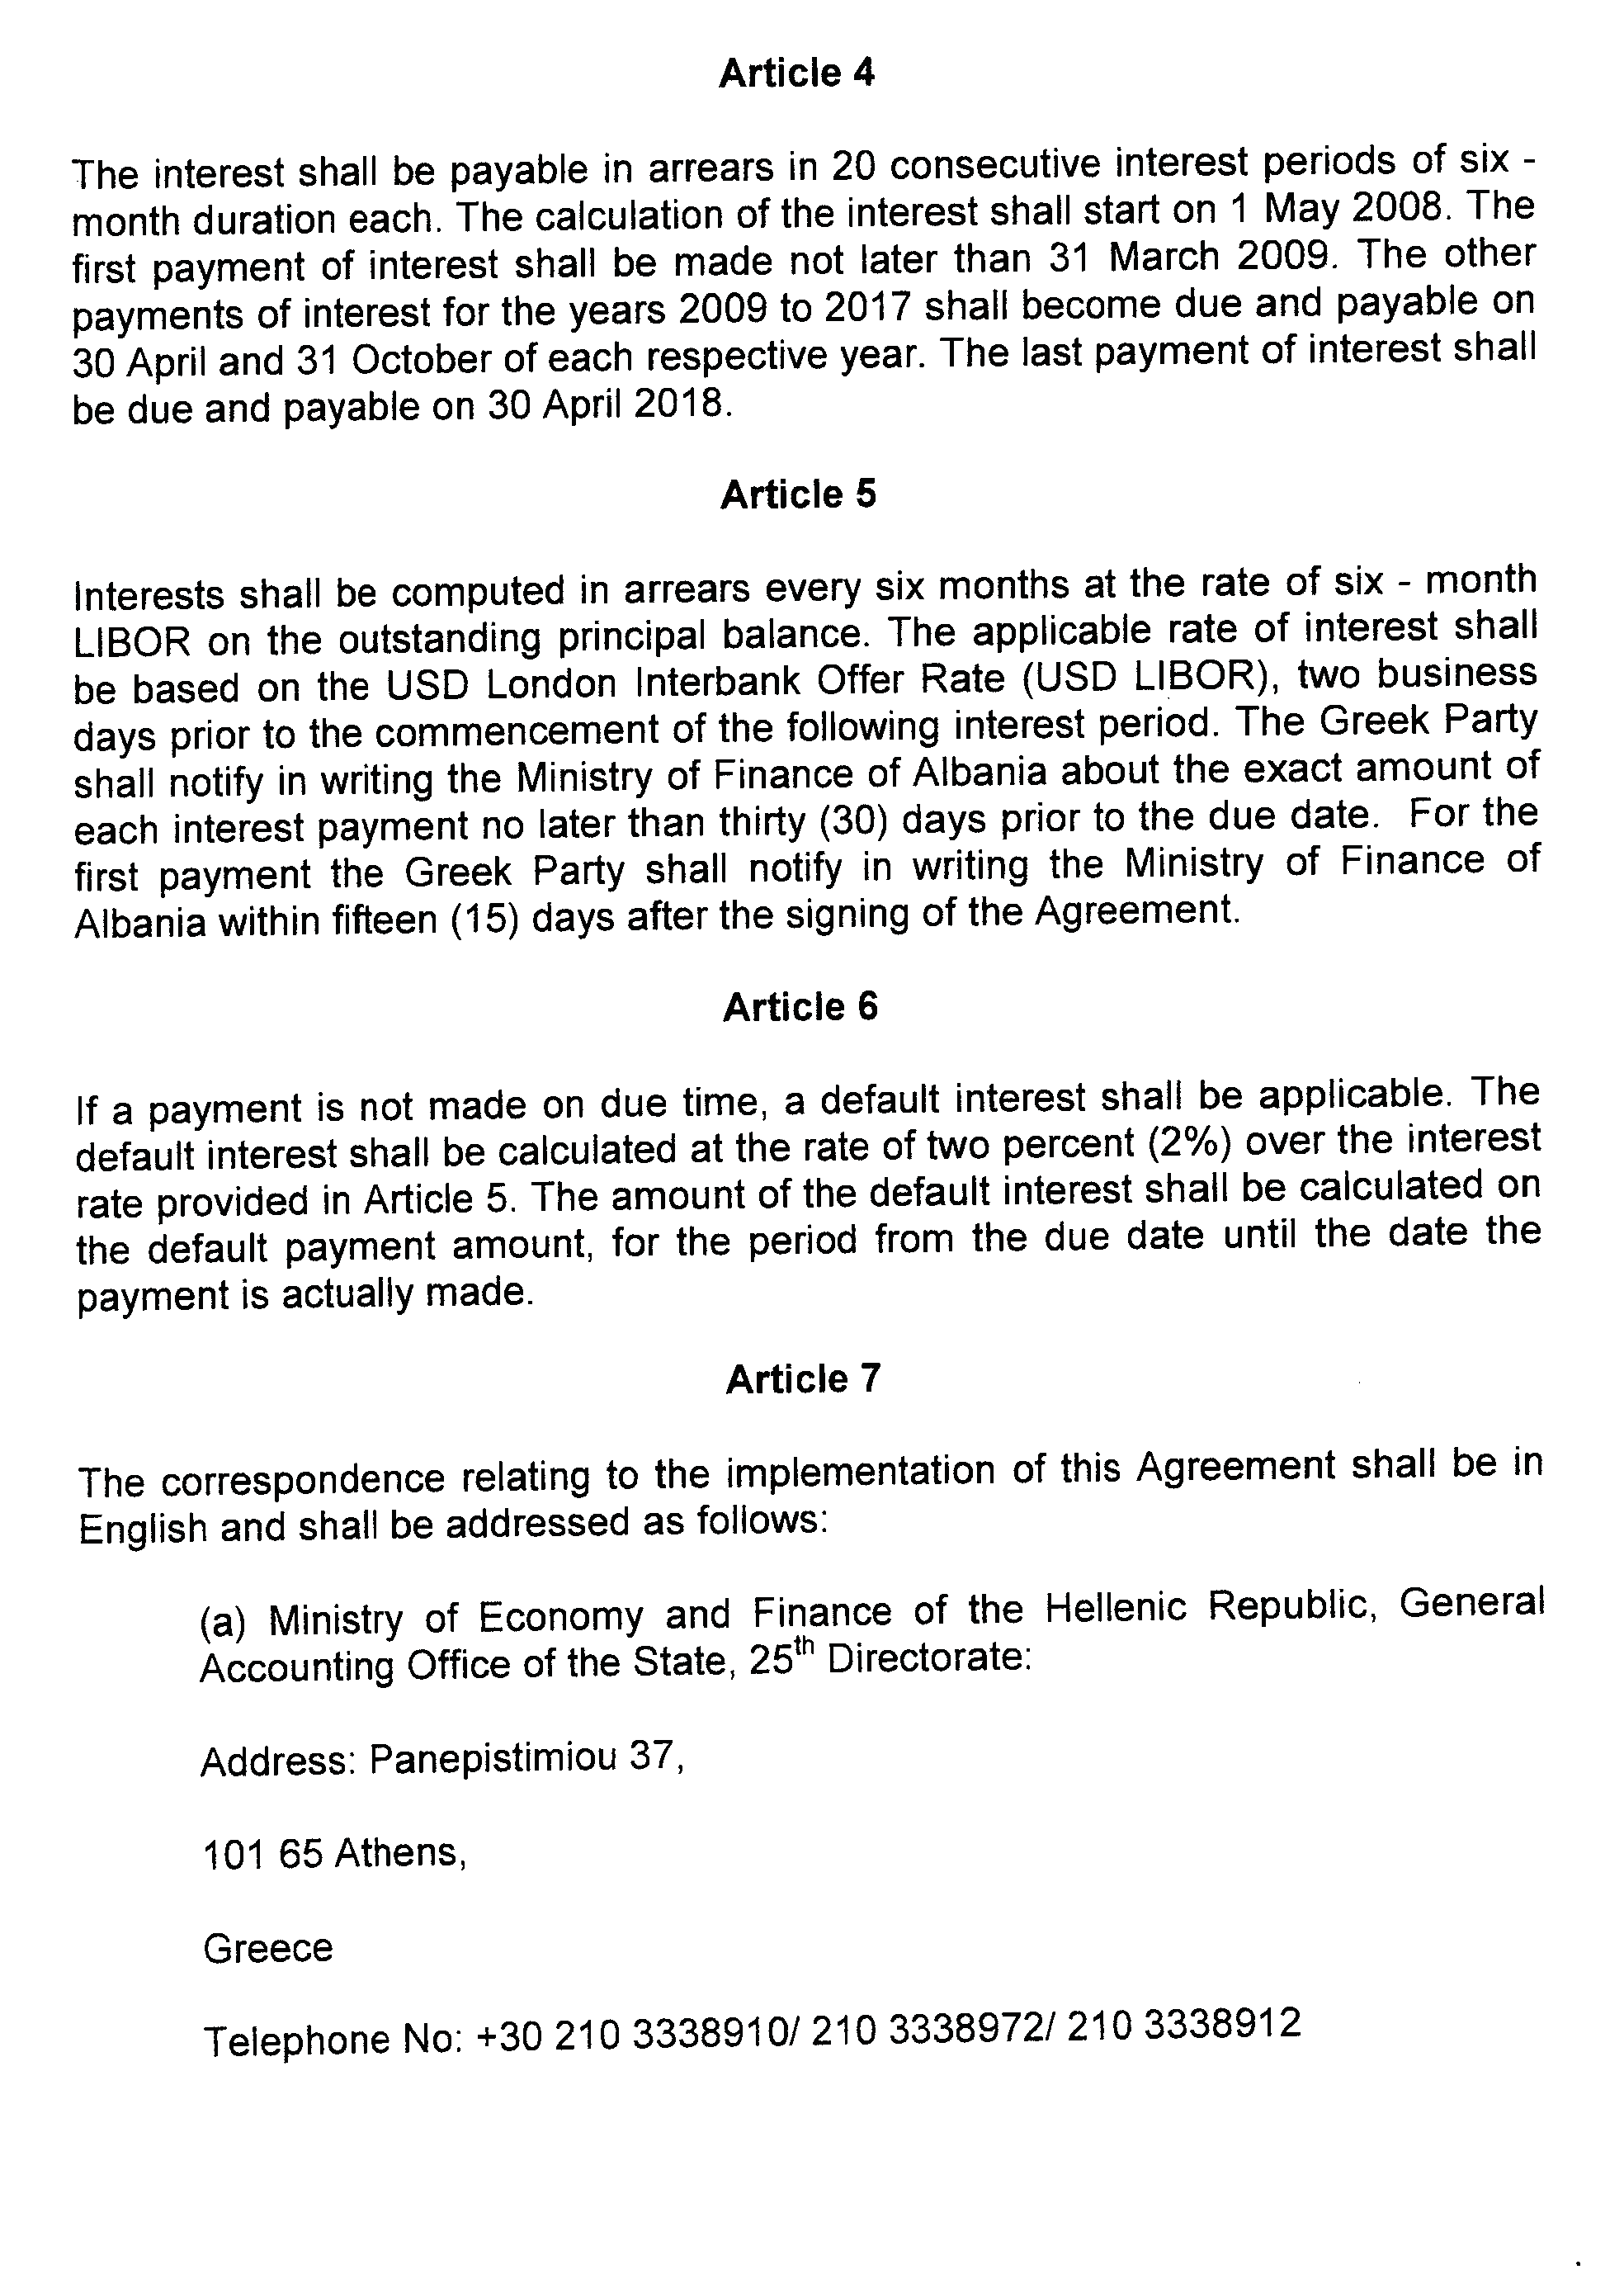 Article 4
The interest shall be payable in arrears in 20 consecutive interest periods of six -
month duration each. The calculation of the interest shall start on 1 May 2008. The
first payment of interest shall be made not later than 31 March 2009. The other
payments of interest for the years 2009 to 2017 shall become due and payable on
30 April and 31 October of each respective year. The last payment of interest shall
be due and payable on 30 April 2018.
Article 5
Interests shall be computed in arrears every six months at the rate of six - month
LIBOR on the outstanding principal balance. The applicable rate of interest shall
be based on the USD London Interbank Offer Rate (USD LIBOR), two business
days prior to the commencement of the following interest period. The Greek Party
shall notify in writing the Ministry of Finance of Albania about the exact amount of
each interest payment no later than thirty (30) days prior to the due date. For the
first payment the Greek Party shall notify in writing the Ministry of Finance of
Albania within fifteen (15) days after the signing of the Agreement.
Article 6
If a payment is not made on due time, a default interest shall be applicable. The
default interest shall be calculated at the rate of two percent (2%) over the interest
rate provided in Article 5. The amount of the default interest shall be calculated on
the default payment amount, for the period from the due date until the date the
payment is actually made.
Article 7
The correspondence relating to the implementation of this Agreement shall be in
English and shall be addressed as follows:
(a) Ministry of Economy and Finance of the Hellenic Republic, General
Accounting Office of the State, 25th Directorate:
Address: Panepistimiou 37,
101 65 Athens,
Greece
Telephone No: +30 210 3338910/ 210 3338972/ 210 3338912